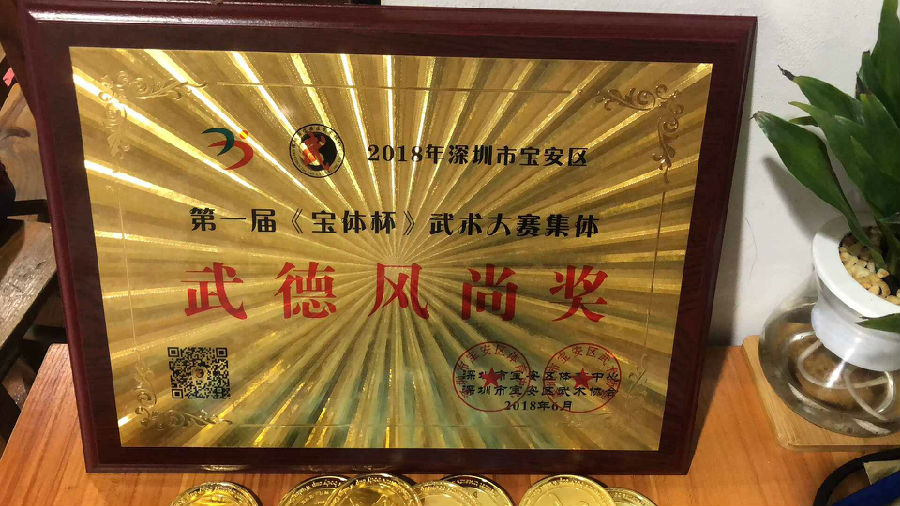 2018年深圳市宝安区
第一届《宝体杯》武术大赛集体
武德风尚奖
深圳市宝安区体育中心
深圳市宝安区武术协会
2018年6月